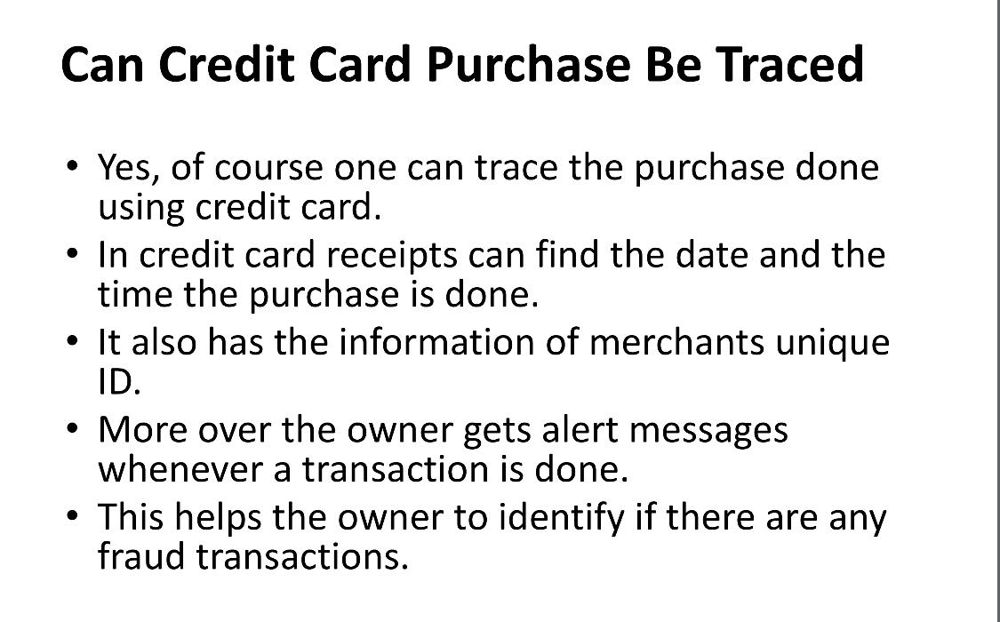 Can Credit Card Purchase Be Traced
• Yes, of course one can trace the purchase done
using credit card.
• In credit card receipts can find the date and the
time the purchase is done.
• It also has the information of merchants unique
ID.
• More over the owner gets alert messages
whenever a transaction is done.
• This helps the owner to identify if there are any
fraud transactions.